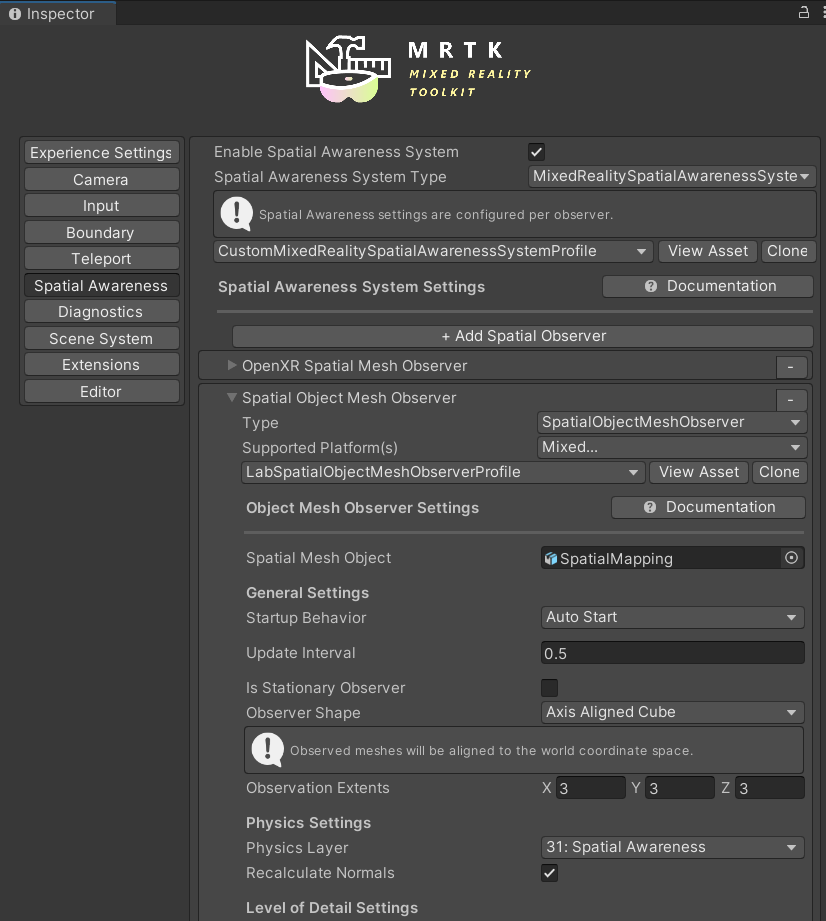 Inspector
MRTK
MIXED REALITY
TOOLKIT
Experience Settings
Camera
Input
Boundary
Teleport
Spatial Awareness
Diagnostics
Scene System
Extensions
Editor
Enable Spatial Awareness System
Spatial Awareness System Type MixedRealitySpatialAwarenessSyste
Spatial Awareness settings are configured per observer.
CustomMixedRealitySpatialAwarenessSystemProfile View Asset Clone
Spatial Awareness System Settings Documentation
+ Add Spatial Observer
OpenXR Spatial Mesh Observer -
Spatial Object Mesh Observer -
Type SpatialObjectMeshObserver
Supported Platform(s) Mixed...
LabSpatialObjectMeshObserverProfile View Asset Clone
Object Mesh Observer Settings Documentation
Spatial Mesh Object SpatialMapping
General Settings
Startup Behavior Auto Start
Update Interval 0.5
Is Stationary Observer
Observer Shape Axis Aligned Cube
Observed meshes will be aligned to the world coordinate space.
Observation Extents X 3 Y 3 Z 3
Physics Settings
Physics Layer 31: Spatial Awareness
Recalculate Normals
Level of Detail Settings